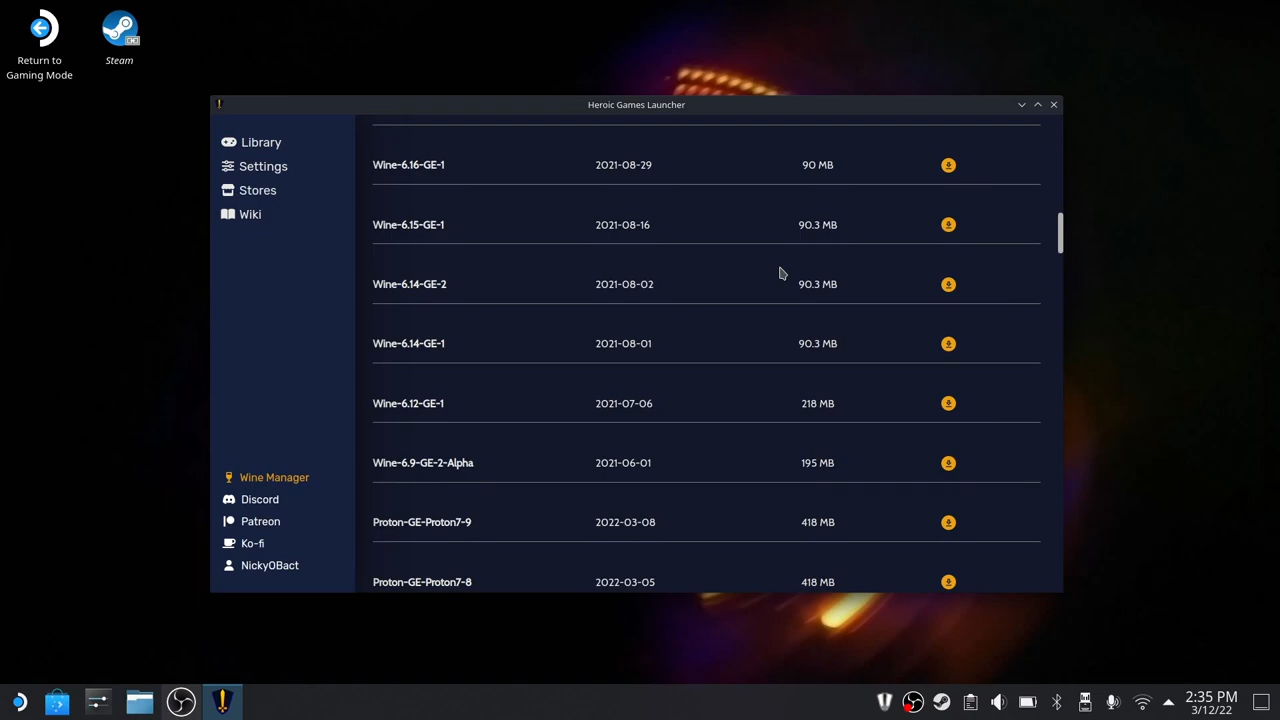 Return to
Gaming Mode
Steam
Heroic Games Launcher
Library
Settings
Stores
Wiki
Wine Manager
Discord
Patreon
Ko-fi
NickyOBact
Wine-6.16-GE-1 2021-08-29 90 MB
Wine-6.15-GE-1 2021-08-16 90.3 MB
Wine-6.14-GE-2 2021-08-02 90.3 MB
Wine-6.14-GE-1 2021-08-01 90.3 MB
Wine-6.12-GE-1 2021-07-06 218 MB
Wine-6.9-GE-2-Alpha 2021-06-01 195 MB
Proton-GE-Proton7-9 2022-03-08 418 MB
Proton-GE-Proton7-8 2022-03-05 418 MB
2:35 PM
3/12/22